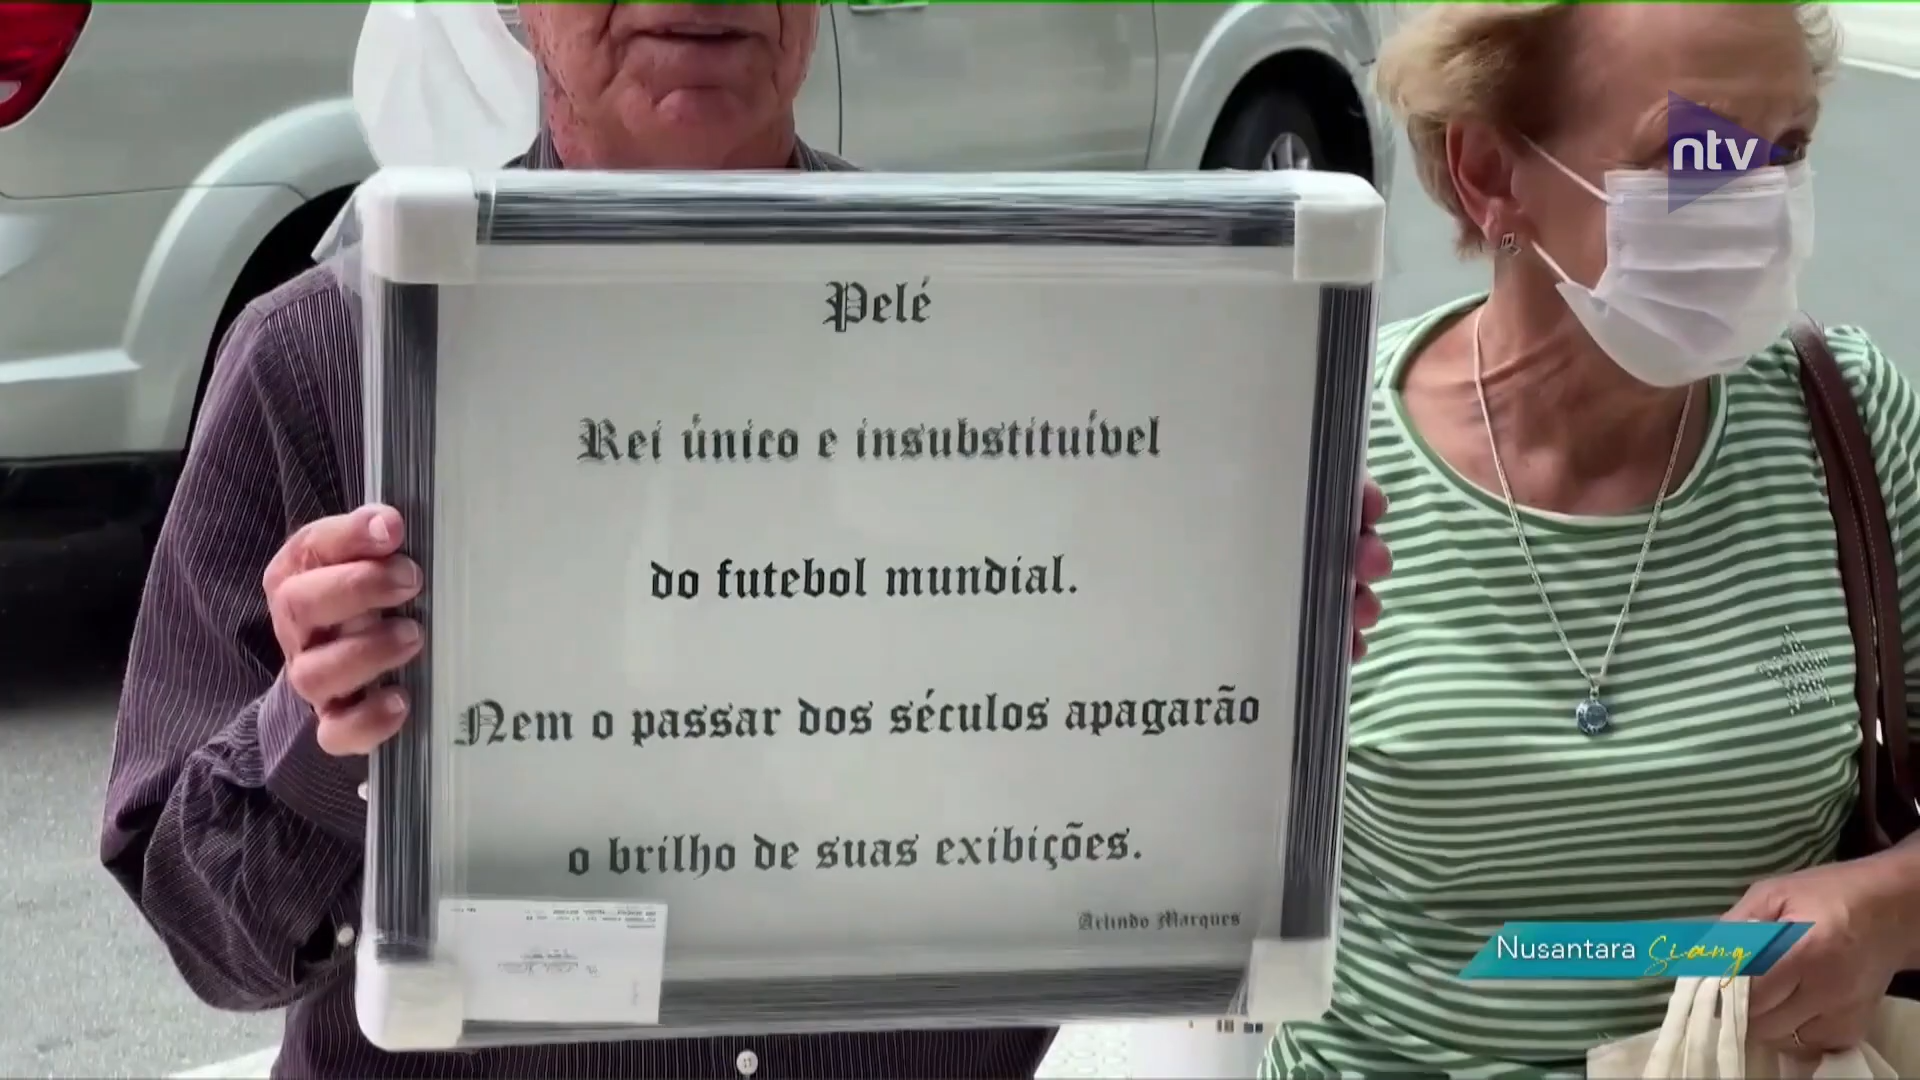 ntv
Pelé
Rei único e insubstituível
do futebol mundial.
Nem o passar dos séculos apagarão
o brilho de suas exibições.
Arlindo Marques
Nusantara Siang